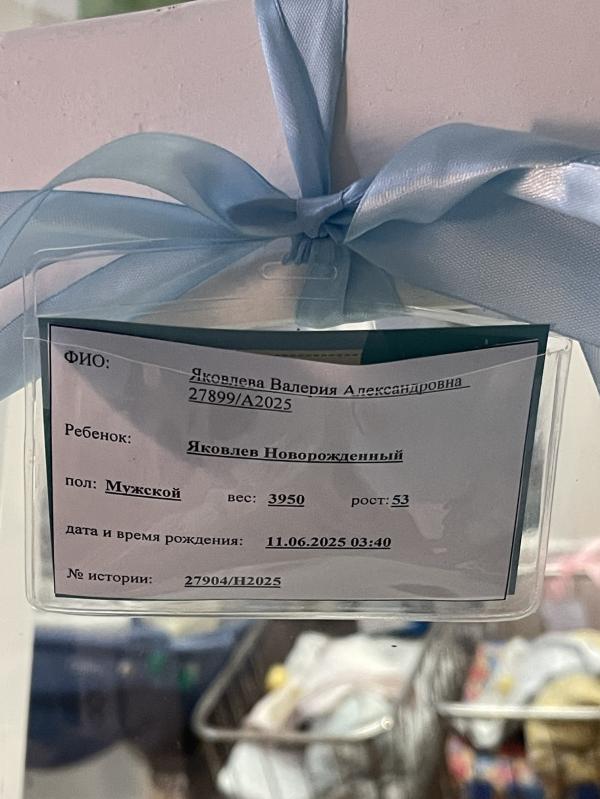 ФИО:
Яковлева Валерия Александровна
27899/А2025
Ребенок:
Яковлев Новорожденный
пол: Мужской вес: 3950 рост: 53
дата и время рождения: 11.06.2025 03:40
№ истории: 27904/Н2025